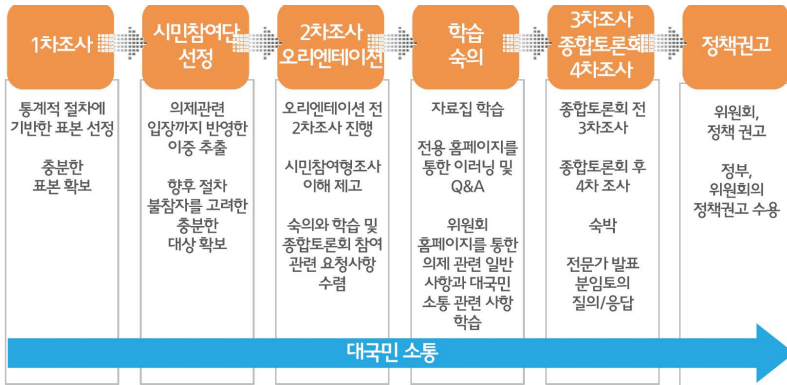 1차조사
시민참여단
선정
2차조사
오리엔테이션
학습
숙의
3차조사
종합토론회
4차조사
정책권고
통계적 절차에
기반한 표본 선정
충분한
표본 확보
의제관련
입장까지 반영한
이중 추출
향후 절차
불참자를 고려한
충분한
대상 확보
오리엔테이션 전
2차조사 진행
시민참여형조사
이해 제고
숙의와 학습 및
종합토론회 참여
관련 요청사항
수렴
자료집 학습
전용 홈페이지를
통한 이러닝 및
Q&A
위원회
홈페이지를 통한
의제 관련 일반
사항과 대국민
소통 관련 사항
학습
종합토론회 전
3차조사
종합토론회 후
4차 조사
숙박
전문가 발표
분임토의
질의/응답
위원회,
정책 권고
정부,
위원회의
정책권고 수용
대국민 소통